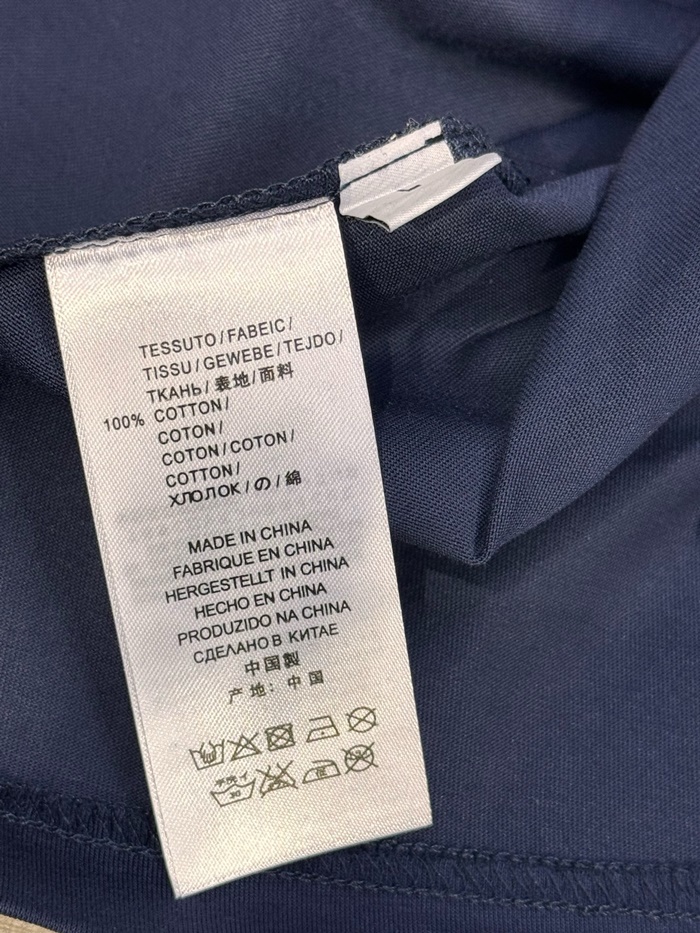 TESSUTO/FABEIC/
TISSU/GEWEBE/TEJDO/
ТКАНЬ/表地/面料
100% COTTON/
COTON/
COTON/COTON/
COTTON/
ХЛОЛОК/の/綿
MADE IN CHINA
FABRIQUE EN CHINA
HERGESTELLT IN CHINA
HECHO EN CHINA
PRODUZIDO NA CHINA
СДЕЛАНО В КИТАЕ
中国製
产地：中国
30